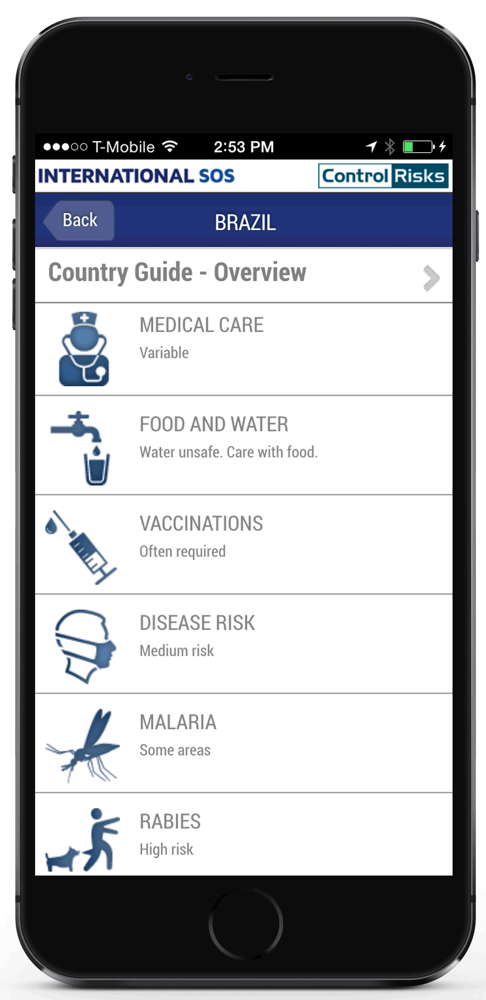 T-Mobile 2:53 PM
INTERNATIONAL SOS Control Risks
Back BRAZIL
Country Guide - Overview
MEDICAL CARE
Variable
FOOD AND WATER
Water unsafe. Care with food.
VACCINATIONS
Often required
DISEASE RISK
Medium risk
MALARIA
Some areas
RABIES
High risk